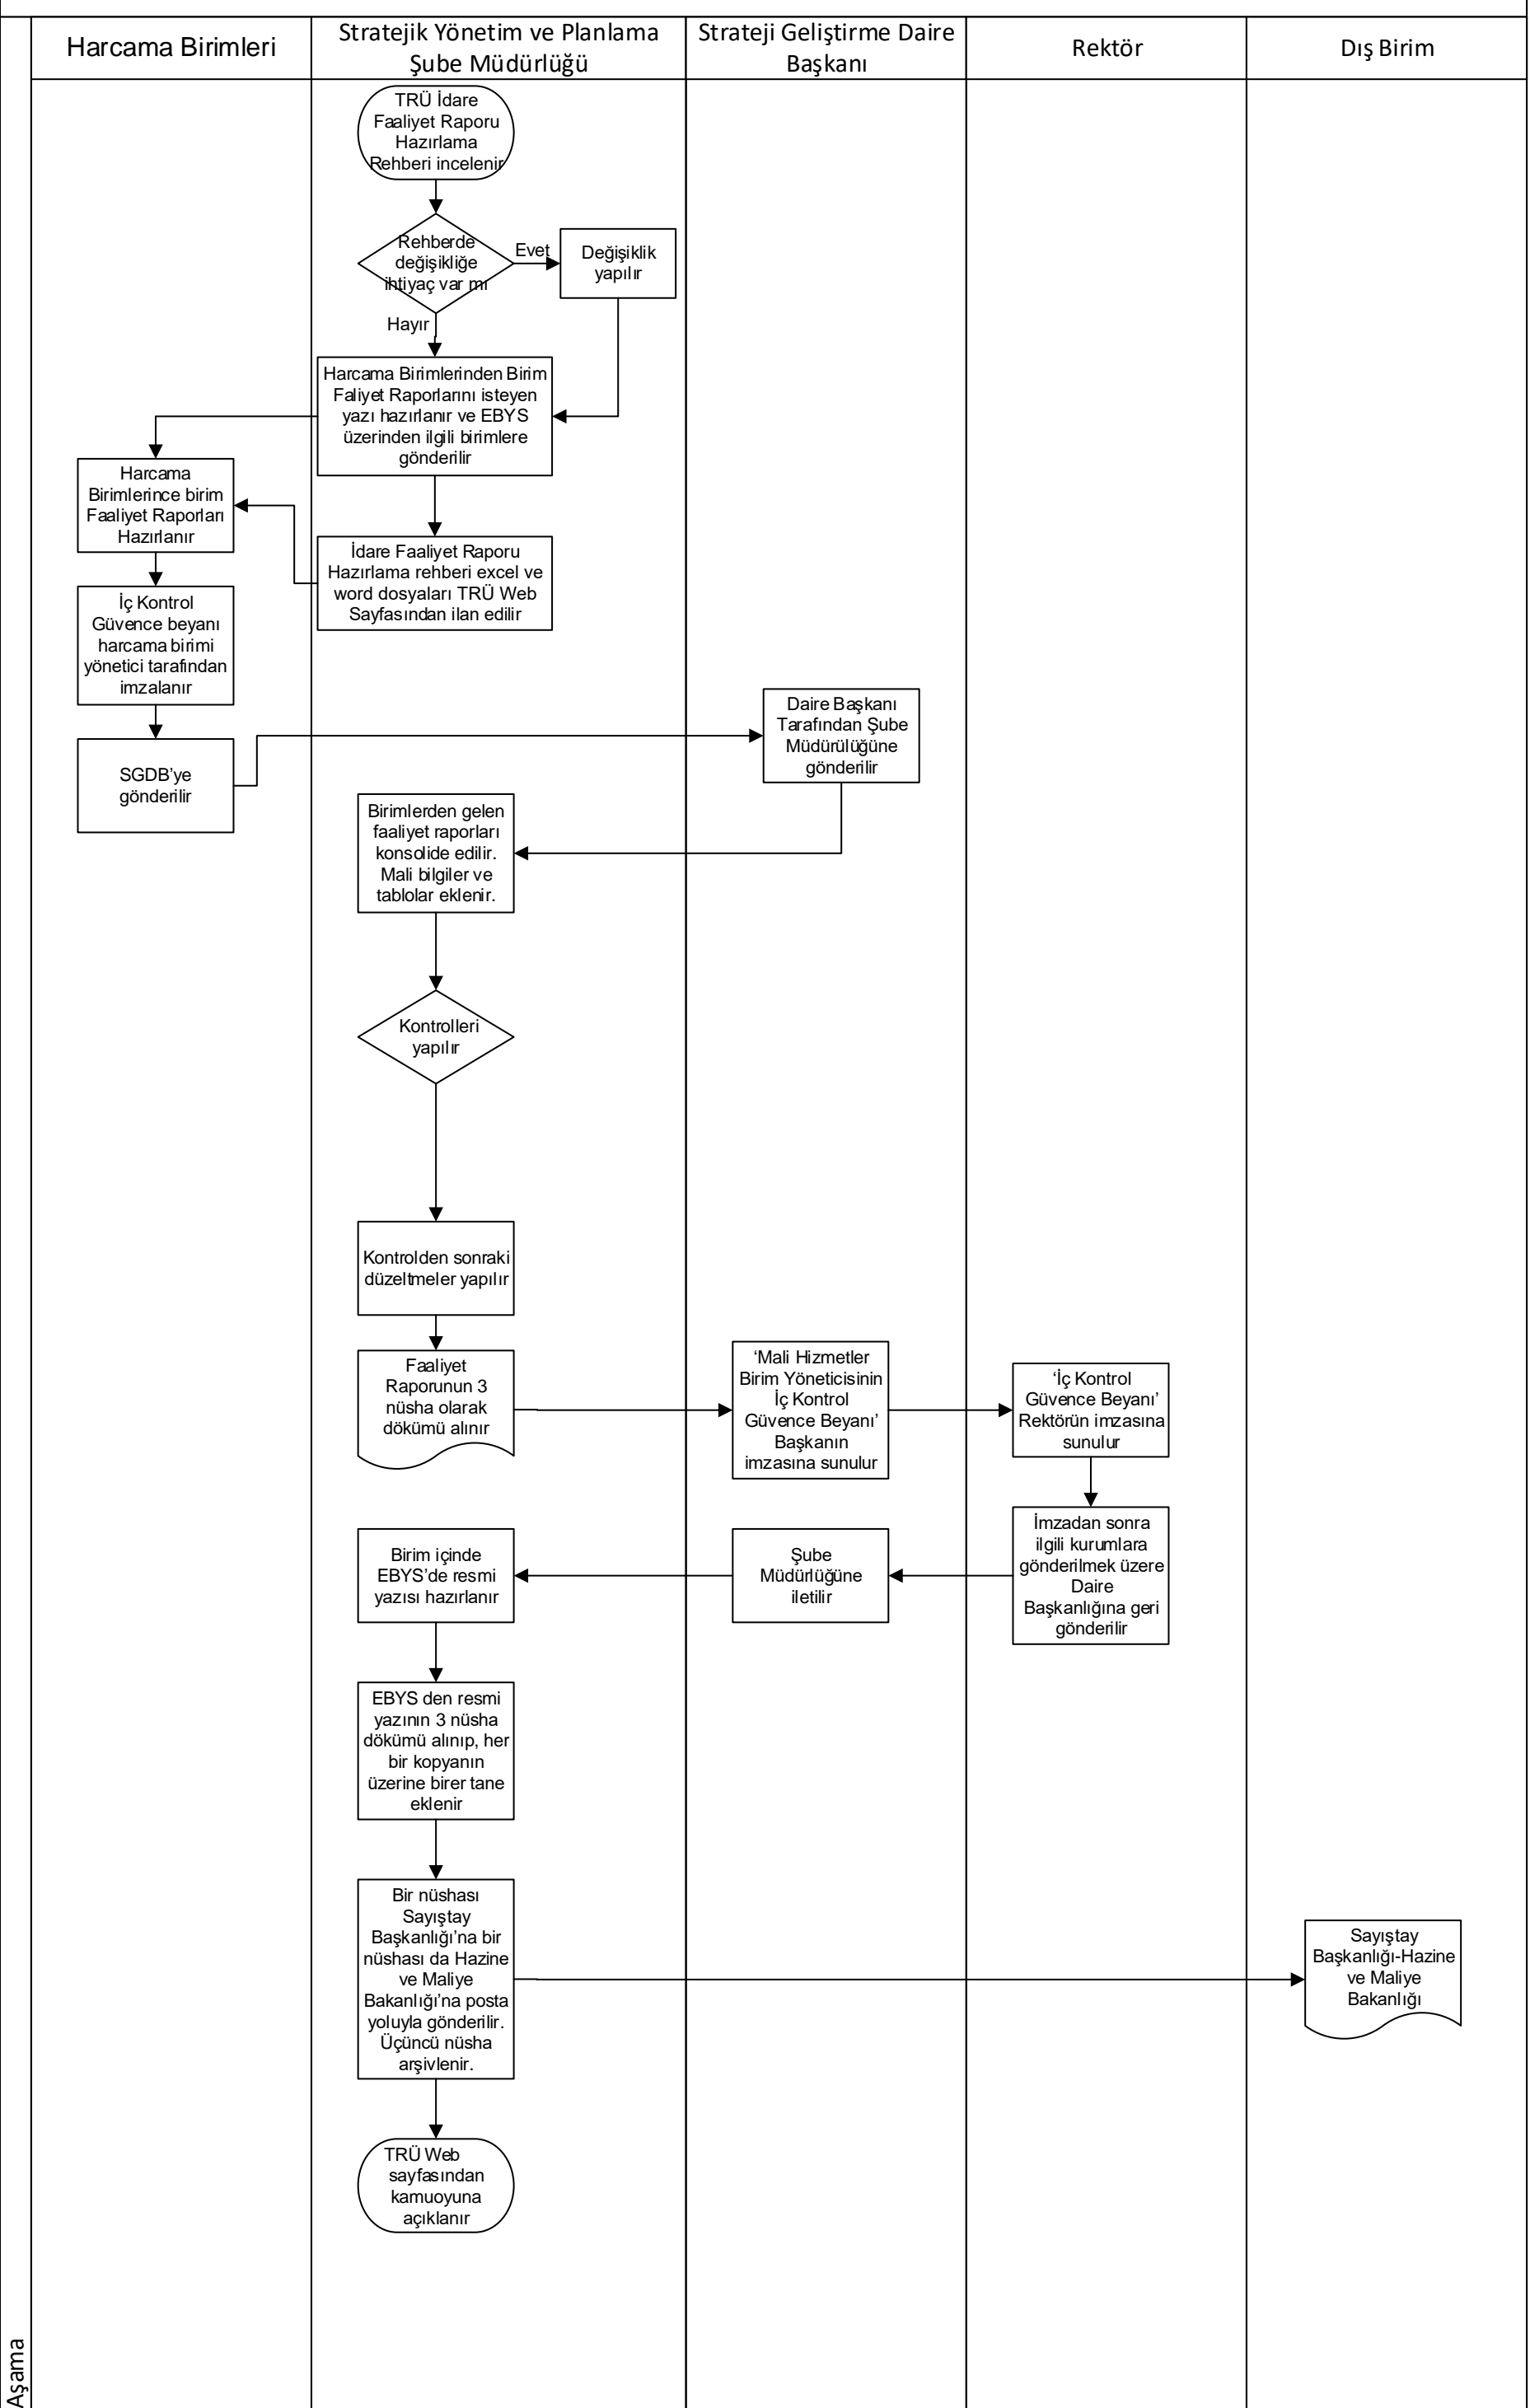 Harcama Birimleri
Stratejik Yönetim ve Planlama
Şube Müdürlüğü
Strateji Geliştirme Daire
Başkanı
Rektör
Dış Birim
TRÜ İdare
Faaliyet Raporu
Hazırlama
Rehberi incelenir
Rehberde
değişikliğe
ihtiyaç var mı
Evet
Değişiklik
yapılır
Hayır
Harcama Birimlerinden Birim
Faliyet Raporlarını isteyen
yazı hazırlanır ve EBYS
üzerinden ilgili birimlere
gönderilir
Harcama
Birimlerince birim
Faaliyet Raporları
Hazırlanır
İdare Faaliyet Raporu
Hazırlama rehberi excel ve
word dosyaları TRÜ Web
Sayfasından ilan edilir
İç Kontrol
Güvence beyanı
harcama birimi
yönetici tarafından
imzalanır
SGDB’ye
gönderilir
Daire Başkanı
Tarafından Şube
Müdürülüğüne
gönderilir
Birimlerden gelen
faaliyet raporları
konsolide edilir.
Mali bilgiler ve
tablolar eklenir.
Kontrolleri
yapılır
Kontrolden sonraki
düzeltmeler yapılır
Faaliyet
Raporunun 3
nüsha olarak
dökümü alınır
‘Mali Hizmetler
Birim Yöneticisinin
İç Kontrol
Güvence Beyanı’
Başkanın
imzasına sunulur
‘İç Kontrol
Güvence Beyanı’
Rektörün imzasına
sunulur
İmzadan sonra
ilgili kurumlara
gönderilmek üzere
Daire
Başkanlığına geri
gönderilir
Şube
Müdürlüğüne
iletilir
Birim içinde
EBYS’de resmi
yazısı hazırlanır
EBYS den resmi
yazının 3 nüsha
dökümü alınıp, her
bir kopyanın
üzerine birer tane
eklenir
Bir nüshası
Sayıştay
Başkanlığı’na bir
nüshası da Hazine
ve Maliye
Bakanlığı’na posta
yoluyla gönderilir.
Üçüncü nüsha
arşivlenir.
Sayıştay
Başkanlığı-Hazine
ve Maliye
Bakanlığı
TRÜ Web
sayfasından
kamuoyuna
açıklanır
Aşama